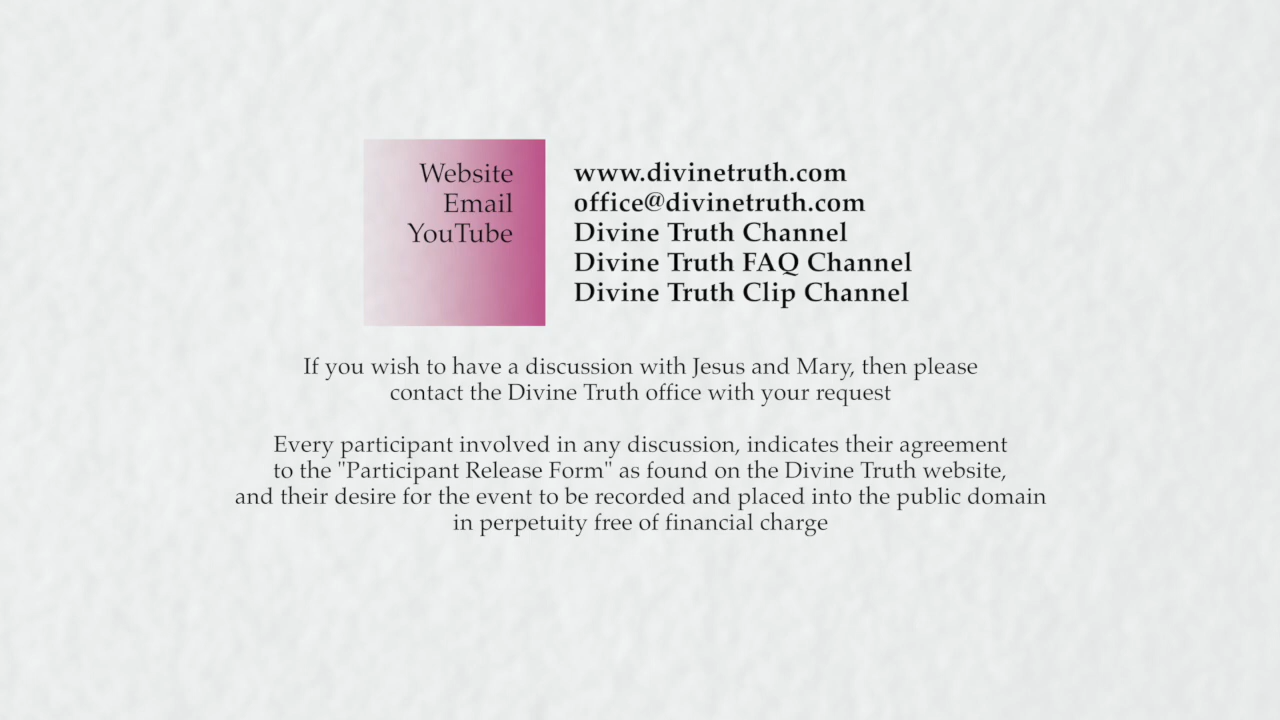 Website www.divinetruth.com
Email office@divinetruth.com
YouTube Divine Truth Channel
Divine Truth FAQ Channel
Divine Truth Clip Channel
If you wish to have a discussion with Jesus and Mary, then please
contact the Divine Truth office with your request
Every participant involved in any discussion, indicates their agreement
to the "Participant Release Form" as found on the Divine Truth website,
and their desire for the event to be recorded and placed into the public domain
in perpetuity free of financial charge